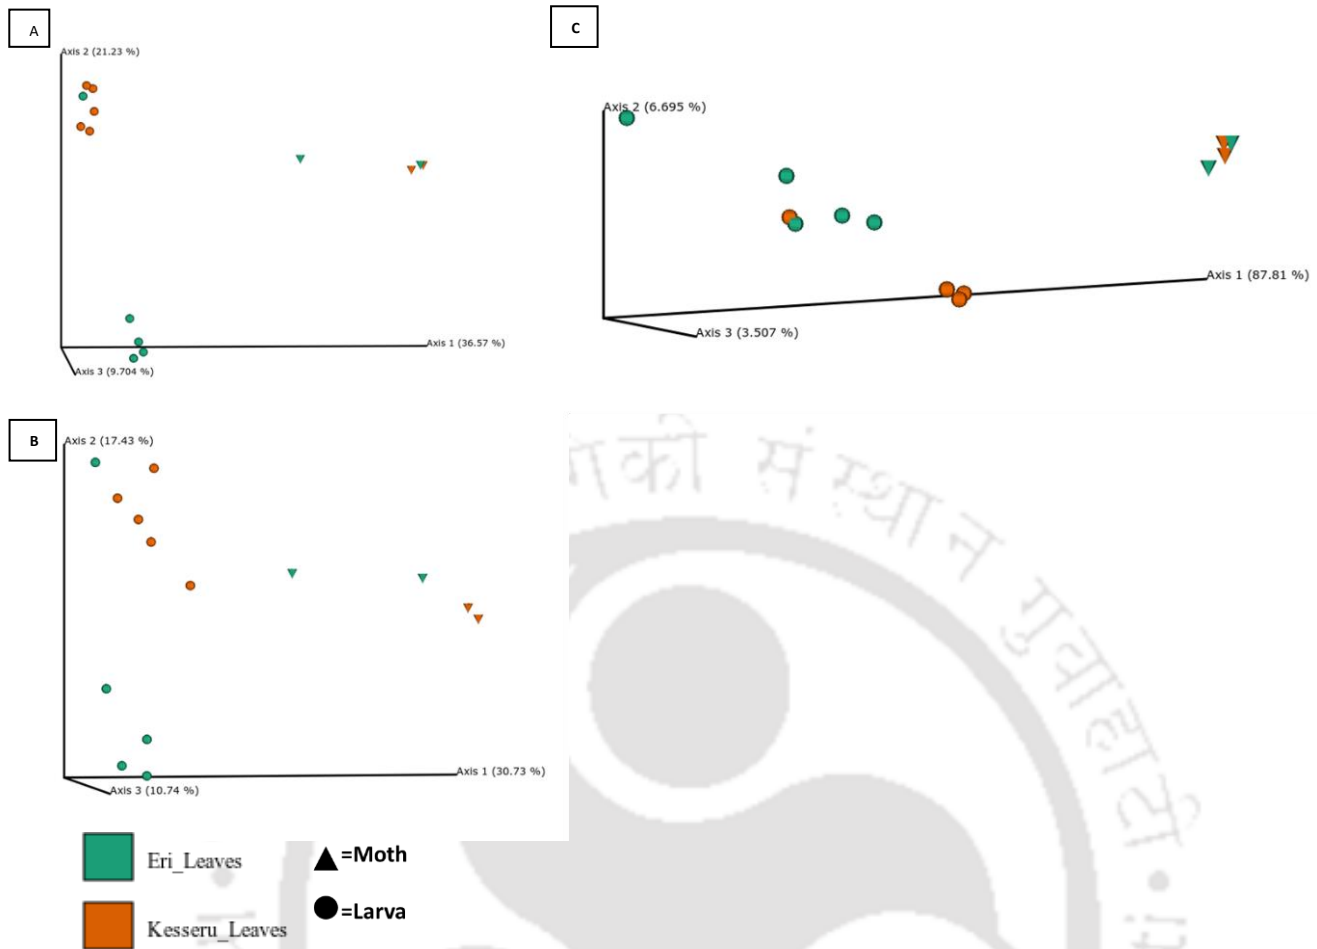 A
Axis 2 (21.23 %)
Axis 1 (36.57 %)
Axis 3 (9.704 %)
C
Axis 2 (6.695 %)
Axis 1 (87.81 %)
Axis 3 (3.507 %)
B
Axis 2 (17.43 %)
Axis 1 (30.73 %)
Axis 3 (10.74 %)
Eri_Leaves
Kesseru_Leaves
=Moth
=Larva
संस्थान गुवाहाटी